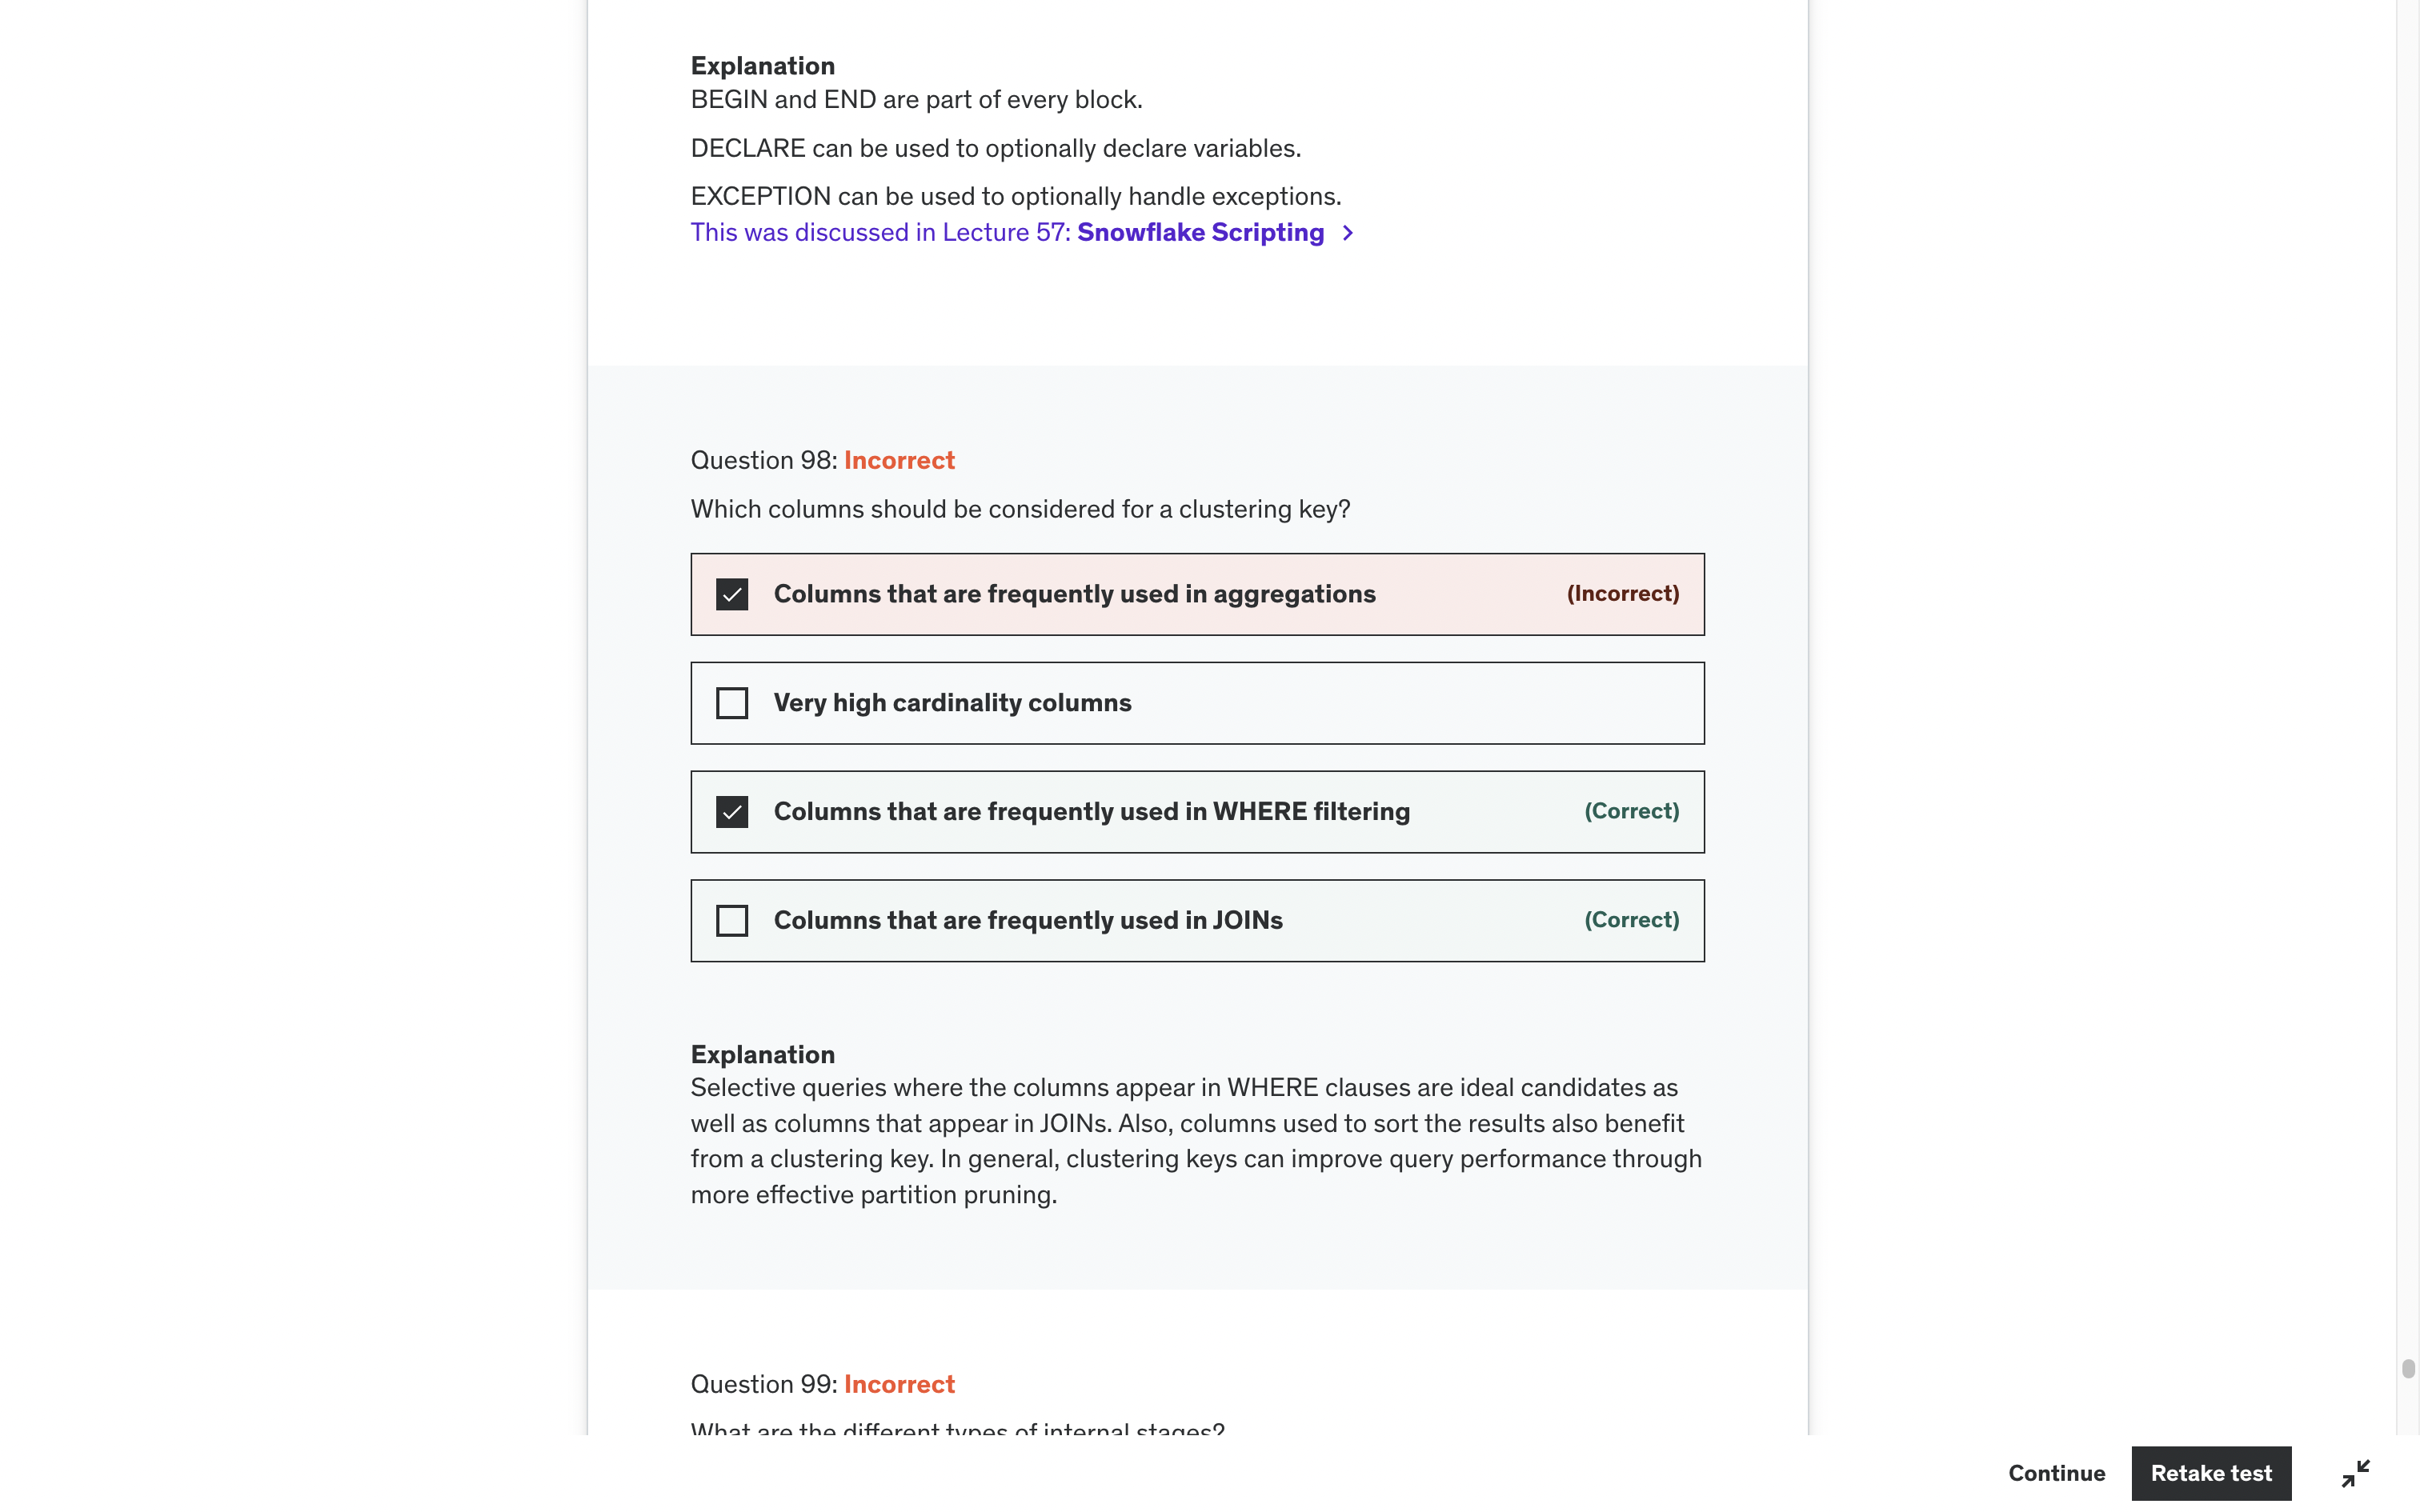 Explanation
BEGIN and END are part of every block.
DECLARE can be used to optionally declare variables.
EXCEPTION can be used to optionally handle exceptions.
This was discussed in Lecture 57: Snowflake Scripting
Question 98: Incorrect
Which columns should be considered for a clustering key?
Columns that are frequently used in aggregations (Incorrect)
Very high cardinality columns
Columns that are frequently used in WHERE filtering (Correct)
Columns that are frequently used in JOINs (Correct)
Explanation
Selective queries where the columns appear in WHERE clauses are ideal candidates as
well as columns that appear in JOINs. Also, columns used to sort the results also benefit
from a clustering key. In general, clustering keys can improve query performance through
more effective partition pruning.
Question 99: Incorrect
What are the different types of internal stages?
Continue Retake test